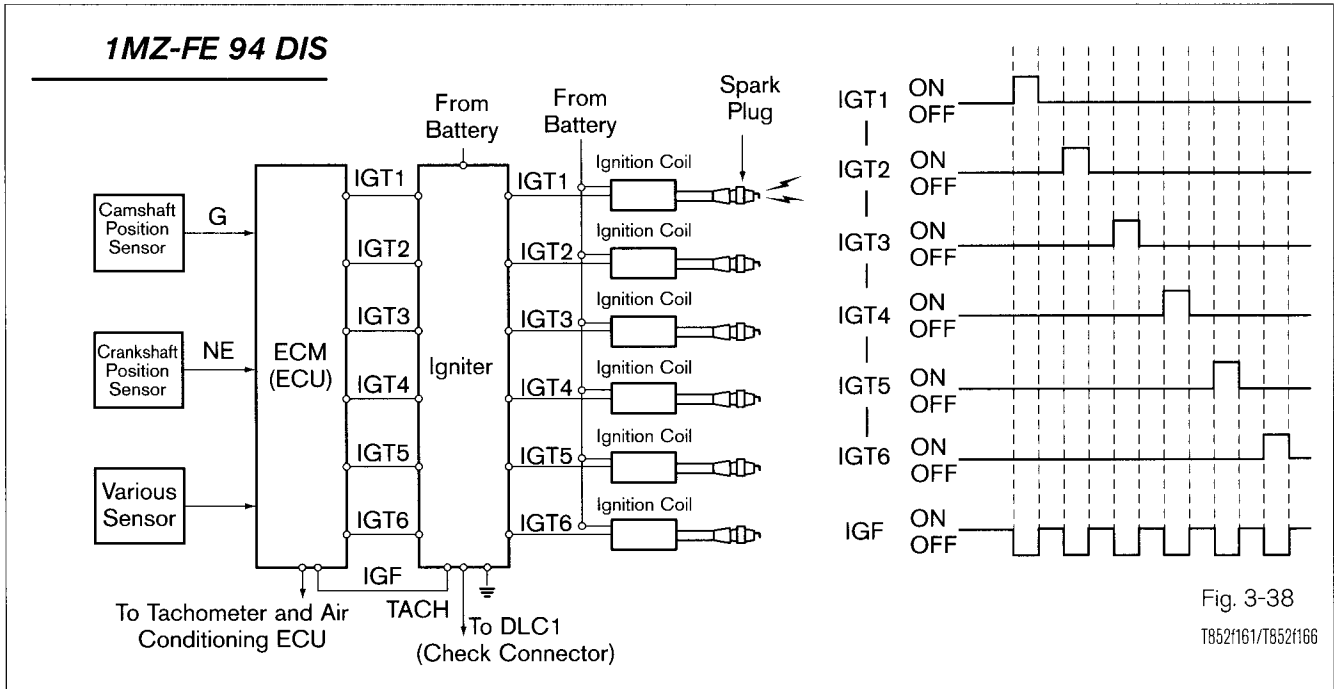 1MZ-FE 94 DIS
From
Battery
From
Battery
Spark
Plug
Camshaft
Position
Sensor
G
Crankshaft
Position
Sensor
NE
Various
Sensor
ECM
(ECU)
IGT1
IGT2
IGT3
IGT4
IGT5
IGT6
Igniter
IGT1
IGT2
IGT3
IGT4
IGT5
IGT6
Ignition Coil
Ignition Coil
Ignition Coil
Ignition Coil
Ignition Coil
Ignition Coil
IGF
TACH
To Tachometer and Air
Conditioning ECU
To DLC1
(Check Connector)
IGT1 ON
OFF
IGT2 ON
OFF
IGT3 ON
OFF
IGT4 ON
OFF
IGT5 ON
OFF
IGT6 ON
OFF
IGF ON
OFF
Fig. 3-38
T852f161/T852f166